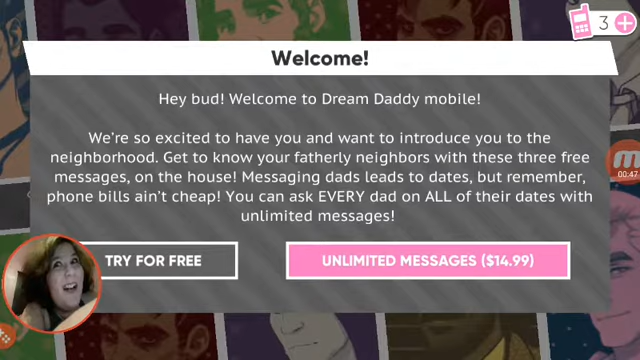 3
Welcome!
Hey bud! Welcome to Dream Daddy mobile!
We're so excited to have you and want to introduce you to the
neighborhood. Get to know your fatherly neighbors with these three free
messages, on the house! Messaging dads leads to dates, but remember,
phone bills ain't cheap! You can ask EVERY dad on ALL of their dates with
unlimited messages!
00:47
TRY FOR FREE
UNLIMITED MESSAGES ($14.99)